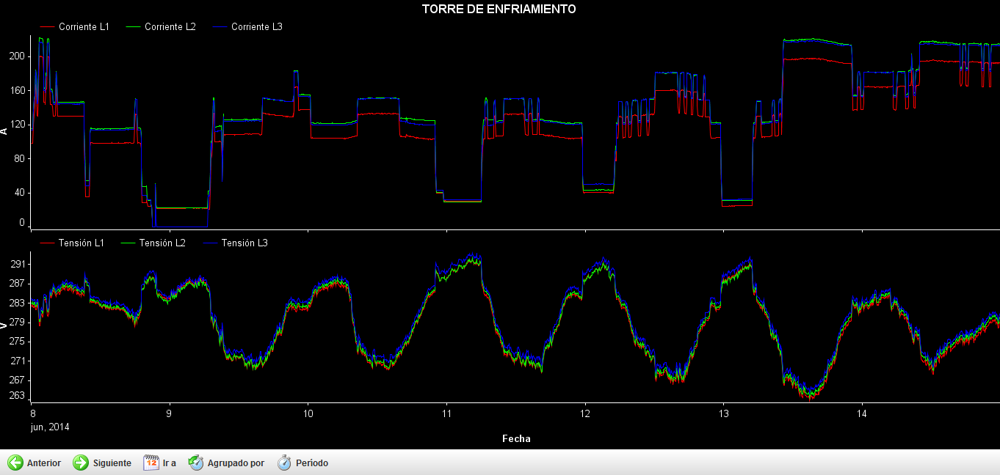 TORRE DE ENFRIAMIENTO
Corriente L1 Corriente L2 Corriente L3
200
160
120
A
80
40
0
Tensión L1 Tensión L2 Tensión L3
291
287
283
279
V
275
271
267
263
8 9 10 11 12 13 14
jun, 2014
Fecha
Anterior Siguiente 12 Ir a Agrupado por Período